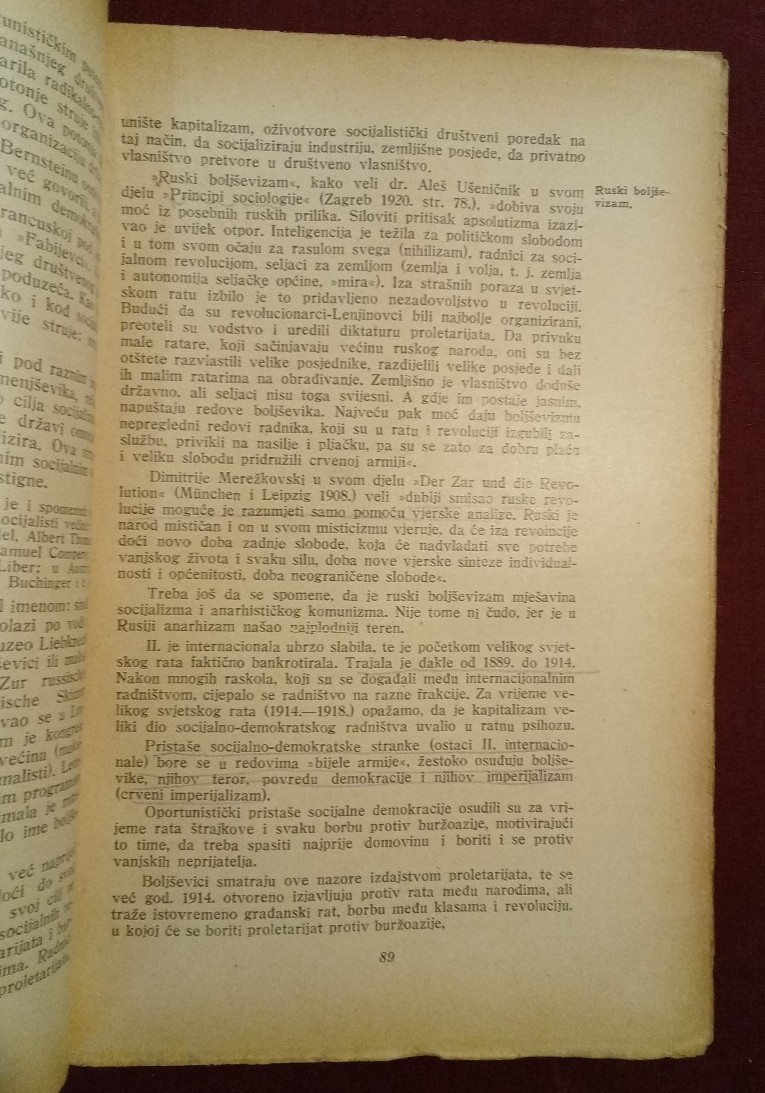 unište kapitalizam, oživotvore socijalistički društveni poredak na
taj način, da socijaliziraju industriju, zemljišne posjede, da privatno
vlasništvo pretvore u društveno vlasništvo.
»Ruski boljševizam«, kako veli dr. Aleš Ušeničnik u svom
djelu »Principi sociologije« (Zagreb 1920. str. 78.), »dobiva svoju
moć iz posebnih ruskih prilika. Siloviti pritisak apsolutizma izazi-
vao je uvijek otpor. Inteligencija je težila za političkom slobodom
i u tom svom očaju za rasulom svega (nihilizam), radnici za soci-
jalnom revolucijom, seljaci za zemljom (zemlja i volja, t. j. zemlja
i autonomija seljačke općine, »mira«). Iza strašnih poraza u svjet-
skom ratu izbilo je to pridavljeno nezadovoljstvo u revoluciji.
Budući da su revolucionarci-Lenjinovci bili najbolje organizirani,
preoteli su vodstvo i uredili diktaturu proletarijata. Da privuku
male ratare, koji sačinjavaju većinu ruskog naroda, oni su bez
otštete razvlastili velike posjednike, razdijelili velike posjede i dali
ih malim ratarima na obrađivanje. Zemljišno je vlasništvo doduše
državno, ali seljaci nisu toga svijesni. A gdje im postaje jasnim,
napuštaju redove boljševika. Najveću pak moć daju boljševizmu
nepregledni redovi radnika, koji su u ratu i revoluciji izgubili za-
službu, privikli na nasilje i pljačku, pa su se zato za dobru plaću
i veliku slobodu pridružili crvenoj armiji«.
Dimitrije Merežkovski u svom djelu »Der Zar und die Revo-
lution« (München i Leipzig 1908.) veli »dublji smisao ruske revo-
lucije moguće je razumjeti samo pomoću vjerske analize. Ruski je
narod mističan i on u svom misticizmu vjeruje, da će iza revolucije
doći novo doba zadnje slobode, koja će nadvladati sve potrebe
vanjskog života i svaku silu, doba nove vjerske sinteze individual-
nosti i općenitosti, doba neograničene slobode«.
Treba još da se spomene, da je ruski boljševizam mješavina
socijalizma i anarhističkog komunizma. Nije tome ni čudo, jer je u
Rusiji anarhizam našao najplodniji teren.
II. je internacionala ubrzo slabila, te je početkom velikog svjet-
skog rata faktično bankrotirala. Trajala je dakle od 1889. do 1914.
Nakon mnogih raskola, koji su se događali među internacijonalnim
radništvom, cijepalo se radništvo na razne frakcije. Za vrijeme ve-
likog svjetskog rata (1914.—1918.) opažamo, da je kapitalizam ve-
liki dio socijalno-demokratskog radništva uvalio u ratnu psihozu.
Pristaše socijalno-demokratske stranke (ostaci II. internacio-
nale) bore se u redovima »bijele armije«, žestoko osuđuju boljše-
vike, njihov teror, povredu demokracije i njihov imperijalizam
(crveni imperijalizam).
Oportunistički pristaše socijalne demokracije osudili su za vri-
jeme rata štrajkove i svaku borbu protiv buržoazije, motivirajući
to time, da treba spasiti najprije domovinu i boriti i se protiv
vanjskih neprijatelja.
Boljševici smatraju ove nazore izdajstvom proletarijata, te se
već god. 1914. otvoreno izjavljuju protiv rata među narodima, ali
traže istovremeno građanski rat, borbu među klasama i revoluciju,
u kojoj će se boriti proletarijat protiv buržoazije,
89
Ruski boljše-
vizam.